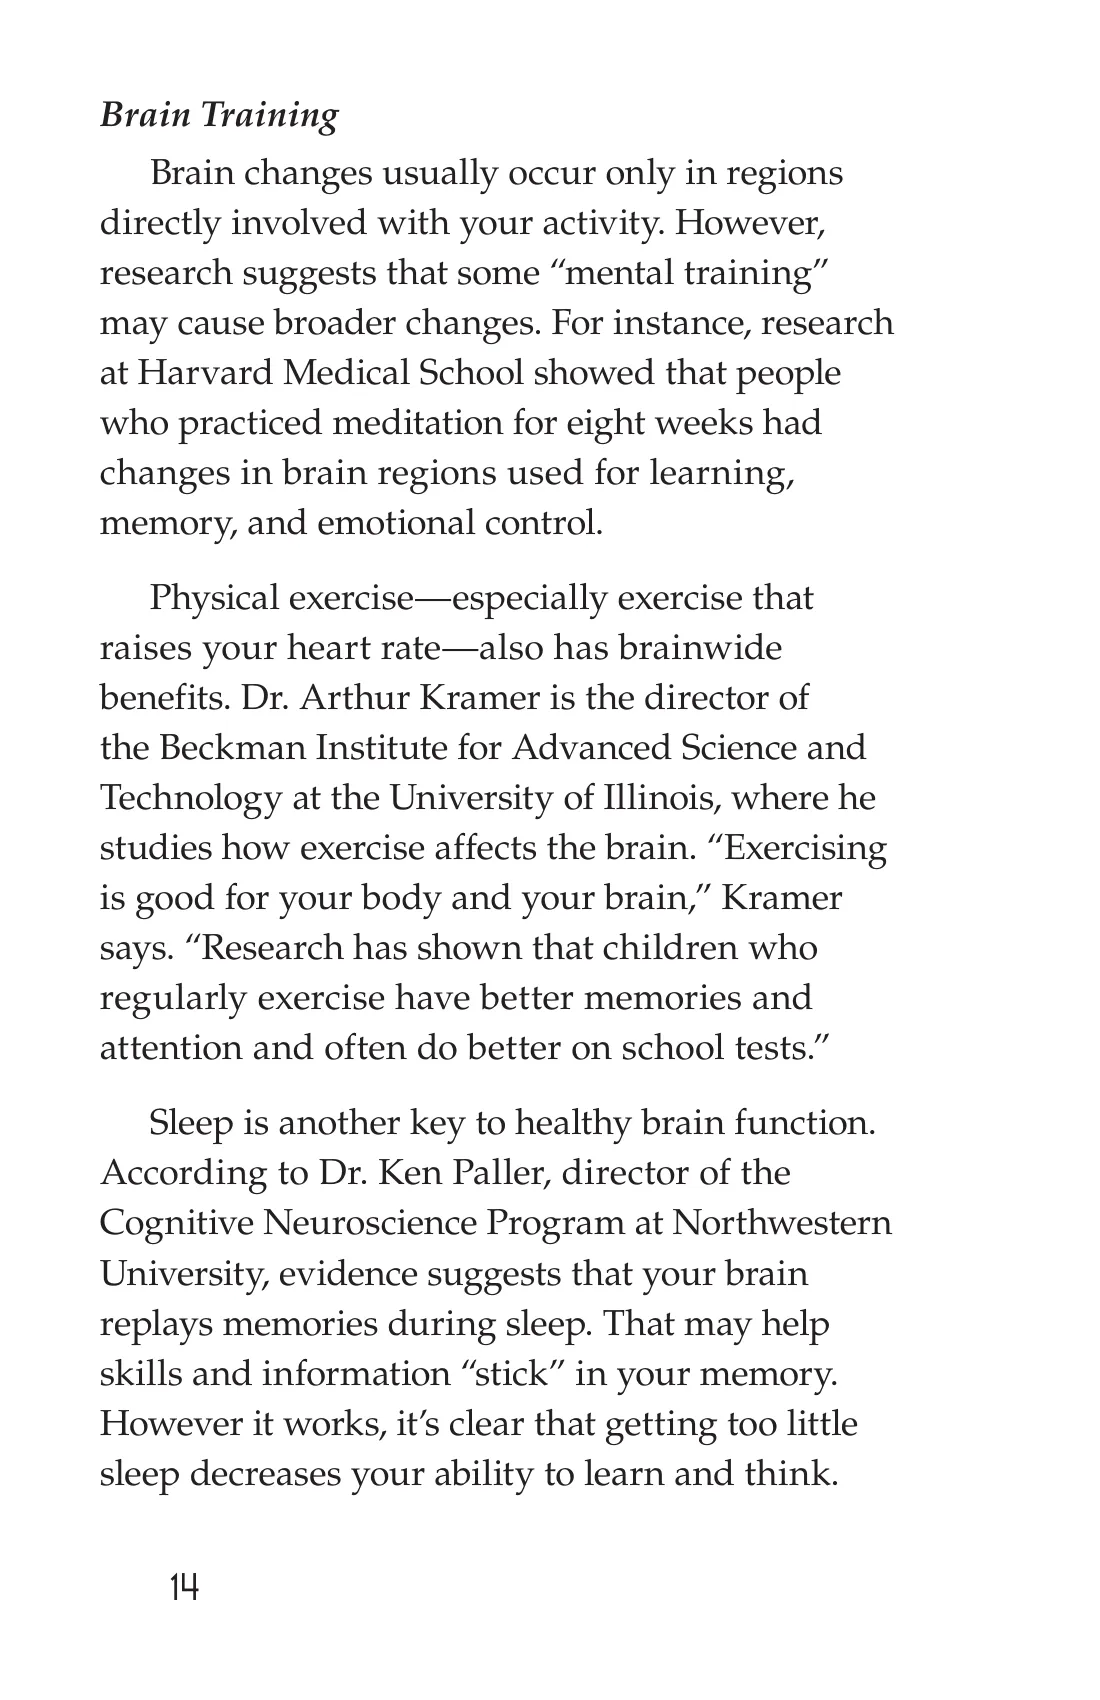 Brain Training
Brain changes usually occur only in regions
directly involved with your activity. However,
research suggests that some “mental training”
may cause broader changes. For instance, research
at Harvard Medical School showed that people
who practiced meditation for eight weeks had
changes in brain regions used for learning,
memory, and emotional control.
Physical exercise—especially exercise that
raises your heart rate—also has brainwide
benefits. Dr. Arthur Kramer is the director of
the Beckman Institute for Advanced Science and
Technology at the University of Illinois, where he
studies how exercise affects the brain. “Exercising
is good for your body and your brain,” Kramer
says. “Research has shown that children who
regularly exercise have better memories and
attention and often do better on school tests.”
Sleep is another key to healthy brain function.
According to Dr. Ken Paller, director of the
Cognitive Neuroscience Program at Northwestern
University, evidence suggests that your brain
replays memories during sleep. That may help
skills and information “stick” in your memory.
However it works, it’s clear that getting too little
sleep decreases your ability to learn and think.
14